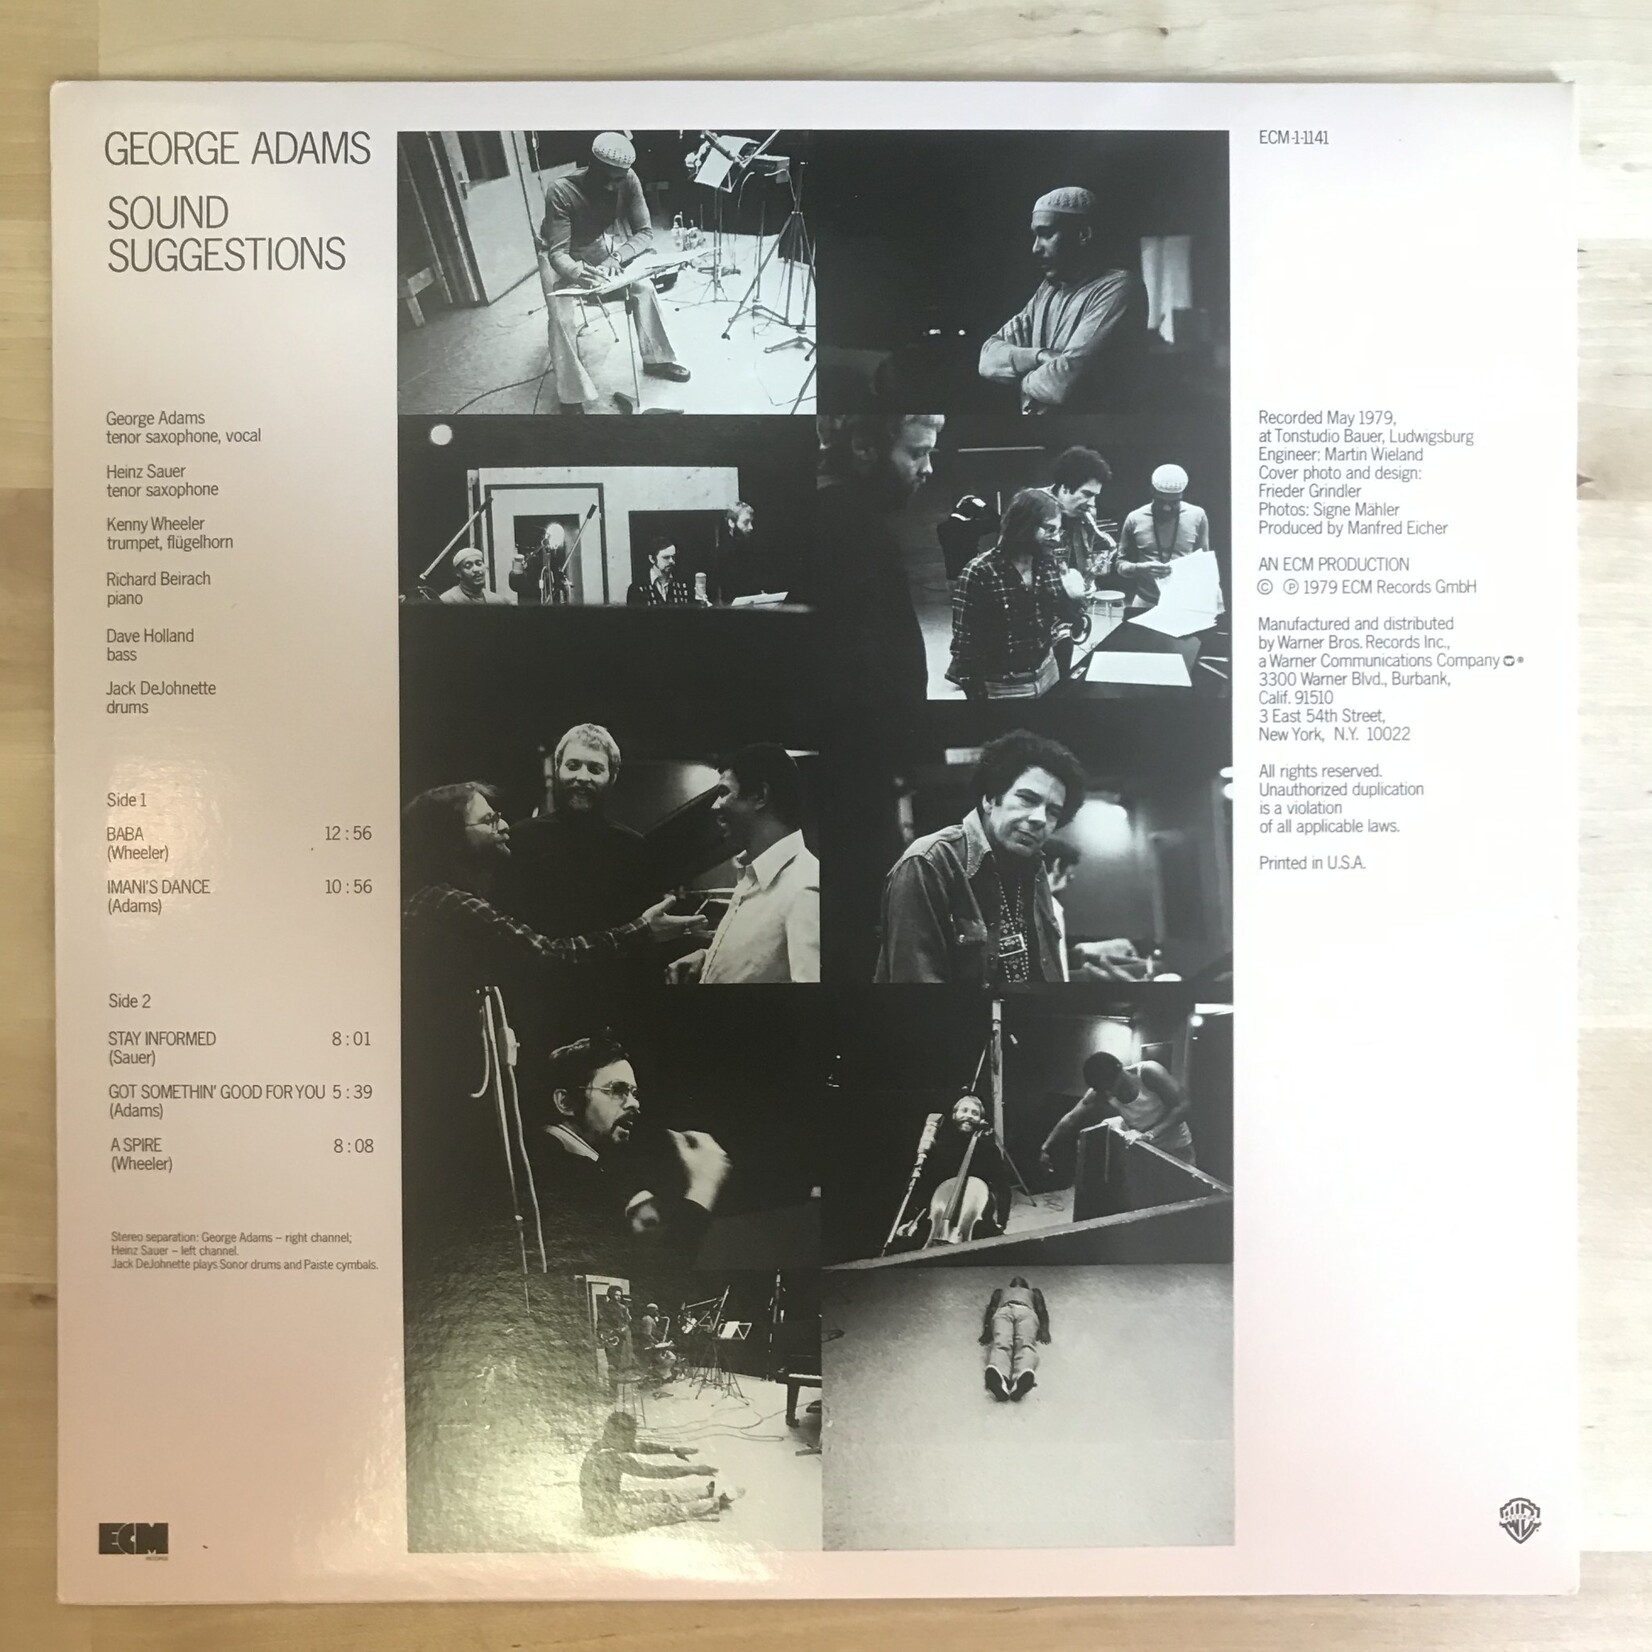 GEORGE ADAMS
SOUND
SUGGESTIONS
George Adams
tenor saxophone, vocal
Heinz Sauer
tenor saxophone
Kenny Wheeler
trumpet, flügelhorn
Richard Beirach
piano
Dave Holland
bass
Jack DeJohnette
drums
Side 1
BABA 12 : 56
(Wheeler)
IMANI'S DANCE 10 : 56
(Adams)
Side 2
STAY INFORMED 8 : 01
(Sauer)
GOT SOMETHIN' GOOD FOR YOU 5 : 39
(Adams)
A SPIRE 8 : 08
(Wheeler)
Stereo separation: George Adams – right channel;
Heinz Sauer – left channel.
Jack DeJohnette plays Sonor drums and Paiste cymbals.
ECM
RECORDS
ECM-1-1141
Recorded May 1979,
at Tonstudio Bauer, Ludwigsburg
Engineer: Martin Wieland
Cover photo and design:
Frieder Grindler
Photos: Signe Mähler
Produced by Manfred Eicher
AN ECM PRODUCTION
© ℗ 1979 ECM Records GmbH
Manufactured and distributed
by Warner Bros. Records Inc.,
a Warner Communications Company
3300 Warner Blvd., Burbank,
Calif. 91510
3 East 54th Street,
New York, N.Y. 10022
All rights reserved.
Unauthorized duplication
is a violation
of all applicable laws.
Printed in U.S.A.